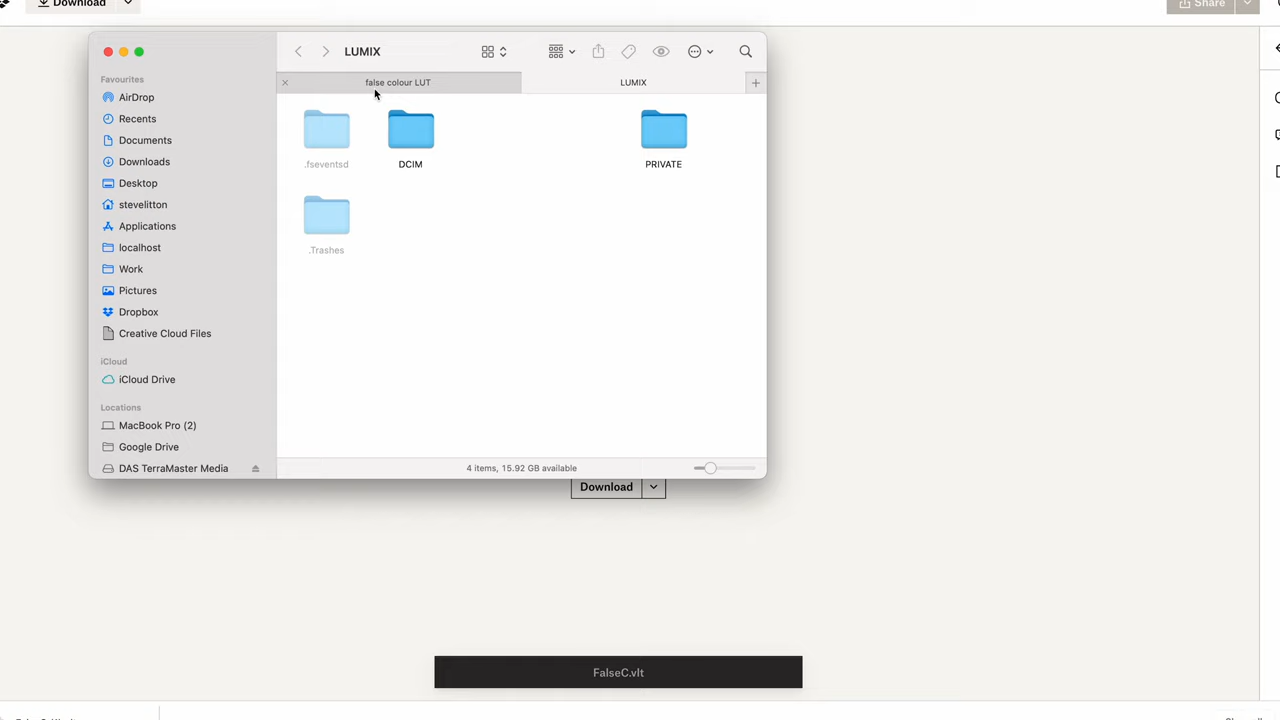 Download
Share
LUMIX
false colour LUT
LUMIX
Favourites
AirDrop
Recents
Documents
Downloads
Desktop
stevelitton
Applications
localhost
Work
Pictures
Dropbox
Creative Cloud Files
iCloud
iCloud Drive
Locations
MacBook Pro (2)
Google Drive
DAS TerraMaster Media
.fseventsd
DCIM
PRIVATE
.Trashes
4 items, 15.92 GB available
Download
FalseC.vlt